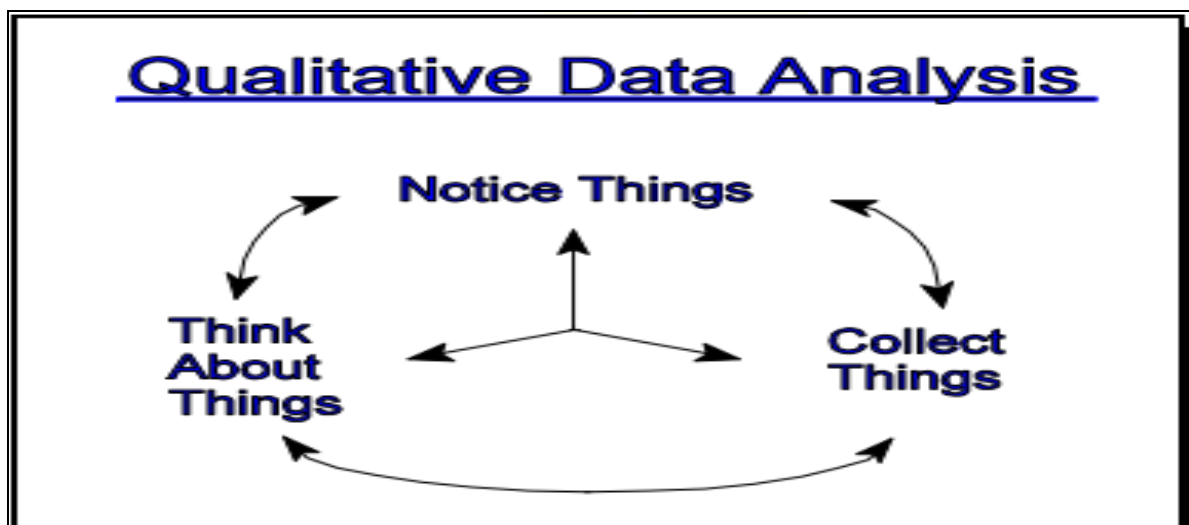 Qualitative Data Analysis
Notice Things
Think
About
Things
Collect
Things